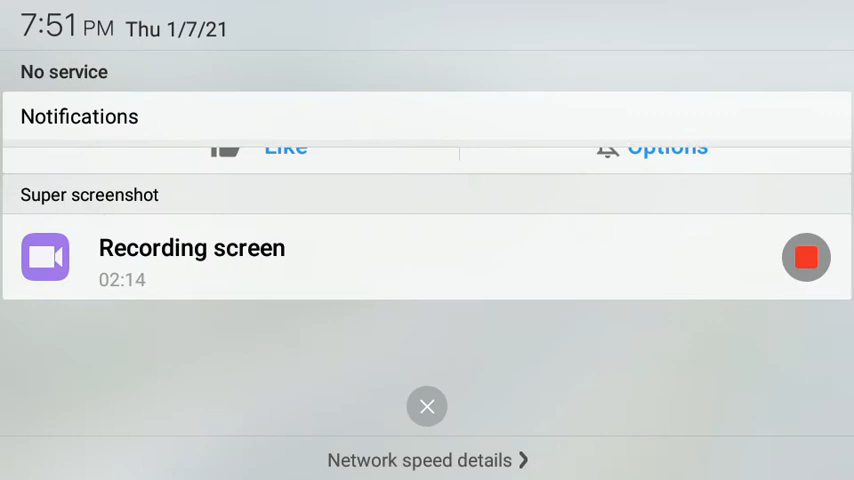 7:51 PM Thu 1/7/21
No service
Notifications
Like Options
Super screenshot
Recording screen
02:14
Network speed details